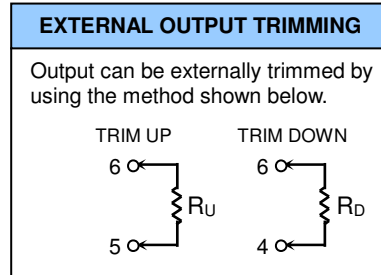 EXTERNAL OUTPUT TRIMMING
Output can be externally trimmed by
using the method shown below.
TRIM UP TRIM DOWN
6 6
RU RD
5 4